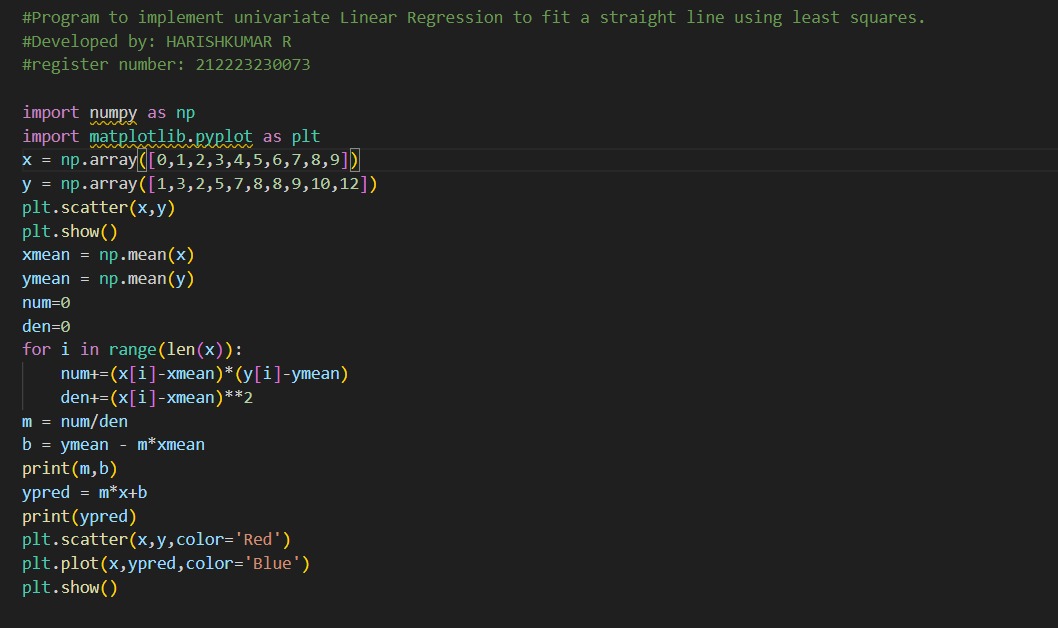 #Program to implement univariate Linear Regression to fit a straight line using least squares.
#Developed by: HARISHKUMAR R
#register number: 212223230073
import numpy as np
import matplotlib.pyplot as plt
x = np.array([0,1,2,3,4,5,6,7,8,9])
y = np.array([1,3,2,5,7,8,8,9,10,12])
plt.scatter(x,y)
plt.show()
xmean = np.mean(x)
ymean = np.mean(y)
num=0
den=0
for i in range(len(x)):
    num+=(x[i]-xmean)*(y[i]-ymean)
    den+=(x[i]-xmean)**2
m = num/den
b = ymean - m*xmean
print(m,b)
ypred = m*x+b
print(ypred)
plt.scatter(x,y,color='Red')
plt.plot(x,ypred,color='Blue')
plt.show()